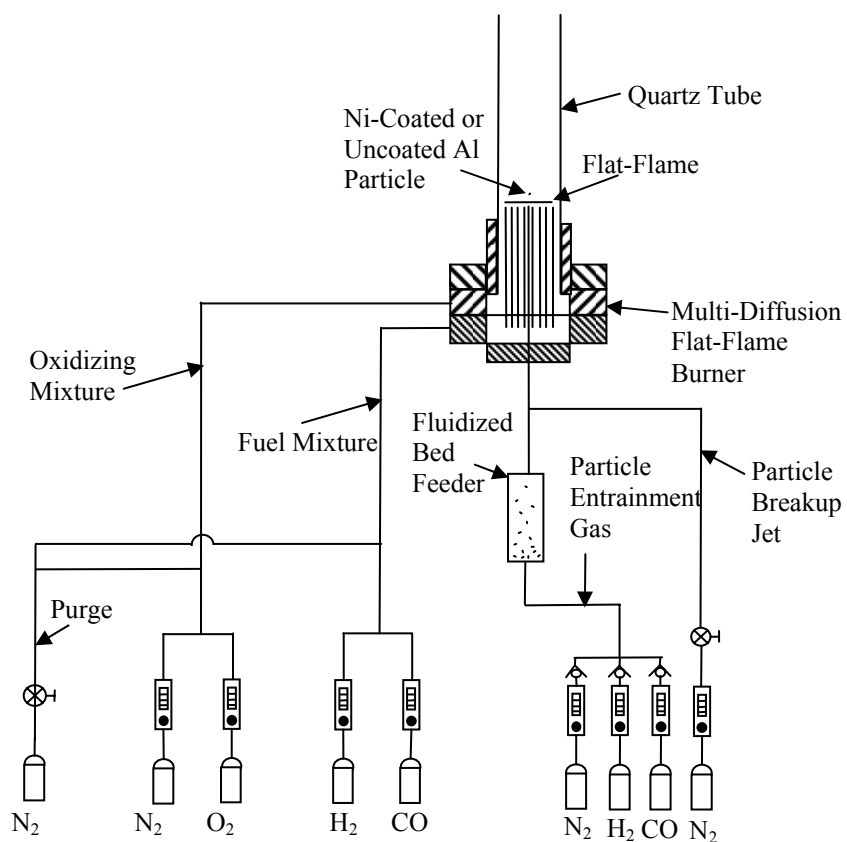 Quartz Tube
Ni-Coated or
Uncoated Al
Particle
Flat-Flame
Multi-Diffusion
Flat-Flame
Burner
Oxidizing
Mixture
Fuel Mixture
Fluidized
Bed
Feeder
Particle
Entrainment
Gas
Particle
Breakup
Jet
Purge
N₂
N₂
O₂
H₂
CO
N₂
H₂
CO
N₂